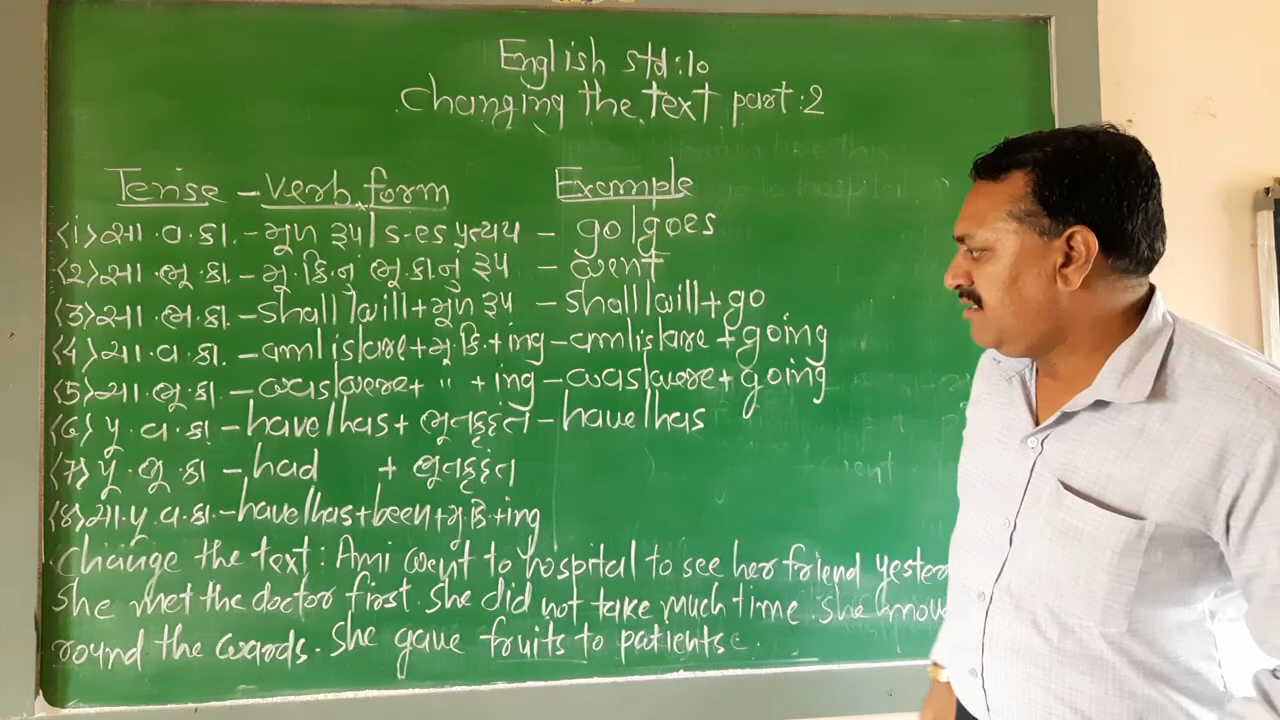 English std:10
Changing the text part:2
Tense - Verb form Example
<1> સા.વ.કા. - મૂળ રૂપ | s-es પ્રત્યય - go|goes
<2> સા.ભૂ.કા. - મૂ.ક્રિ.નું ભૂ.કા.નું રૂપ - went
<3> સા.ભ.કા. - shall|will + મૂળ રૂપ - shall|will + go
<4> ચા.વ.કા. - am|is|are + મૂ.ક્રિ. + ing - am|is|are + going
<5> ચા.ભૂ.કા. - was|were + " + ing - was|were + going
<6> પૂ.વ.કા - have|has + ભૂતકૃદંત - have|has
<7> પૂ.ભૂ.કા - had + ભૂતકૃદંત
<8> ચા.પૂ.વ.કા. - have|has + been + મૂ.ક્રિ. + ing
Change the text: Ami went to hospital to see her friend yester
She met the doctor first. She did not take much time. She mov
round the wards. She gave fruits to patients.